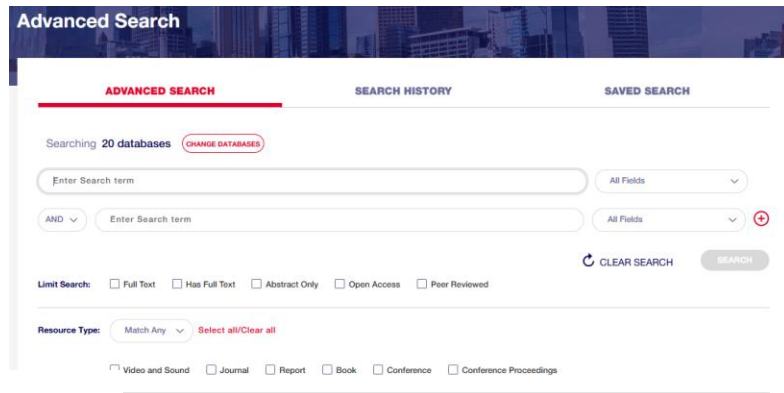 Advanced Search
ADVANCED SEARCH SEARCH HISTORY SAVED SEARCH
Searching 20 databases CHANGE DATABASES
Enter Search term All Fields
AND Enter Search term All Fields
CLEAR SEARCH SEARCH
Limit Search: Full Text Has Full Text Abstract Only Open Access Peer Reviewed
Resource Type: Match Any Select all/Clear all
Video and Sound Journal Report Book Conference Conference Proceedings